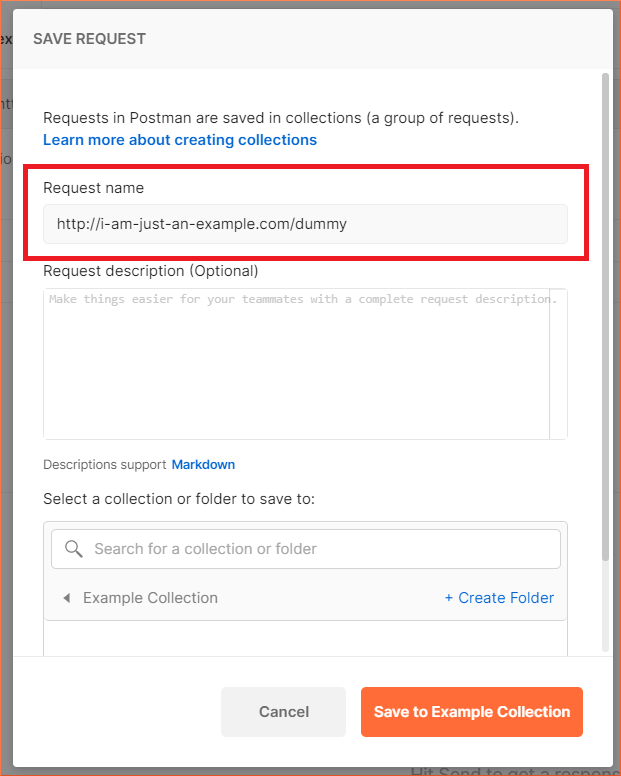 SAVE REQUEST
Requests in Postman are saved in collections (a group of requests).
Learn more about creating collections
Request name
http://i-am-just-an-example.com/dummy
Request description (Optional)
Make things easier for your teammates with a complete request description.
Descriptions support Markdown
Select a collection or folder to save to:
Search for a collection or folder
Example Collection + Create Folder
Cancel Save to Example Collection